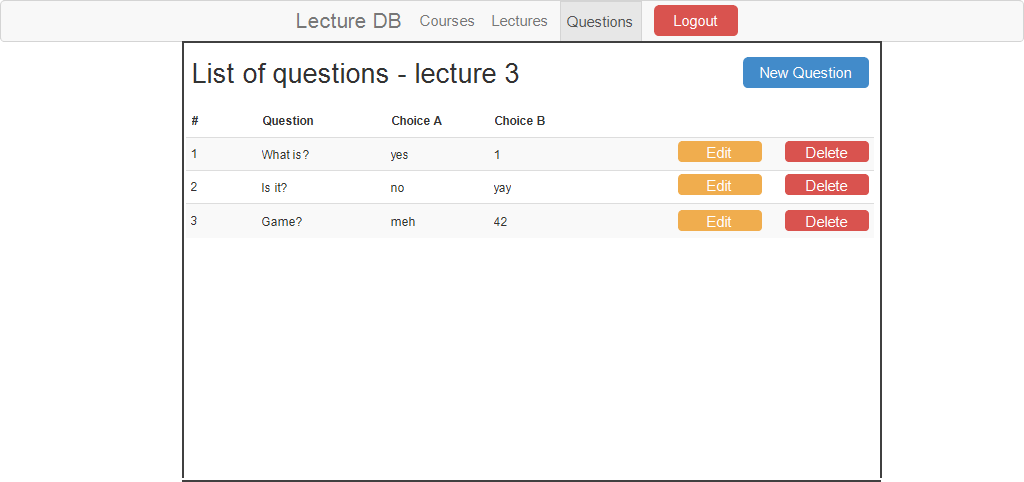 Lecture DB Courses Lectures Questions Logout
List of questions - lecture 3 New Question
# Question Choice A Choice B
1 What is? yes 1 Edit Delete
2 Is it? no yay Edit Delete
3 Game? meh 42 Edit Delete